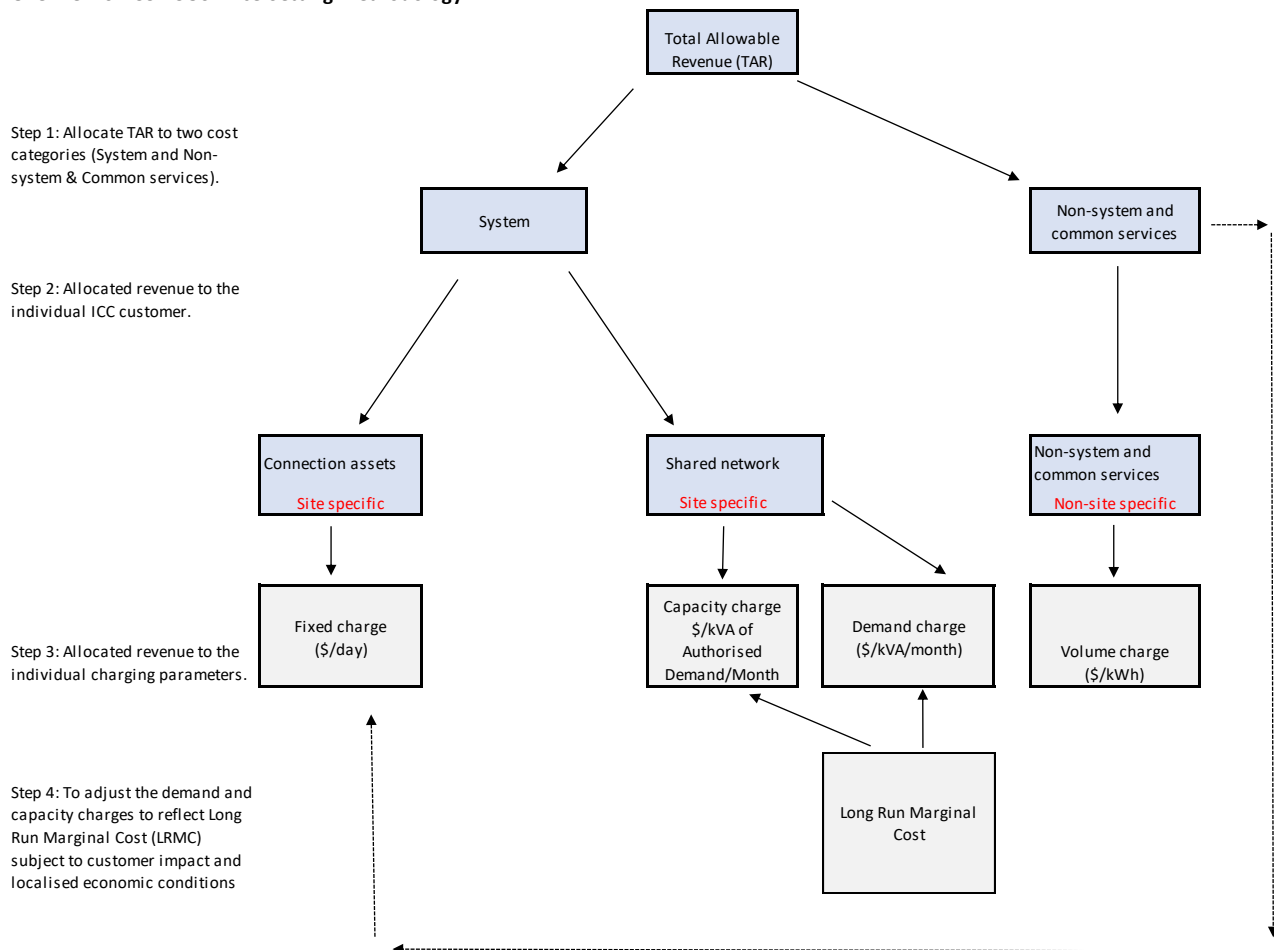 Total Allowable
Revenue (TAR)
Step 1: Allocate TAR to two cost
categories (System and Non-
system & Common services).
System
Non-system and
common services
Step 2: Allocated revenue to the
individual ICC customer.
Connection assets
Site specific
Shared network
Site specific
Non-system and
common services
Non-site specific
Fixed charge
($/day)
Capacity charge
$/kVA of
Authorised
Demand/Month
Demand charge
($/kVA/month)
Volume charge
($/kWh)
Step 3: Allocated revenue to the
individual charging parameters.
Step 4: To adjust the demand and
capacity charges to reflect Long
Run Marginal Cost (LRMC)
subject to customer impact and
localised economic conditions
Long Run Marginal
Cost